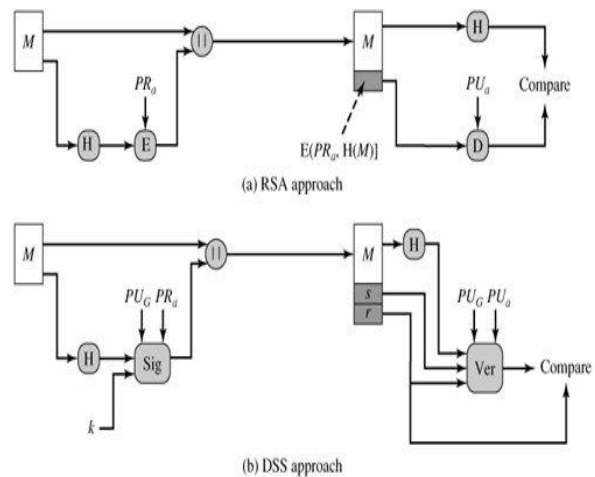 M
||
M
H
PRa
PUa
Compare
H
E
D
E(PRa, H(M)]
(a) RSA approach
M
||
M
H
s
r
PUG PRa
PUG PUa
H
Sig
Ver
Compare
k
(b) DSS approach